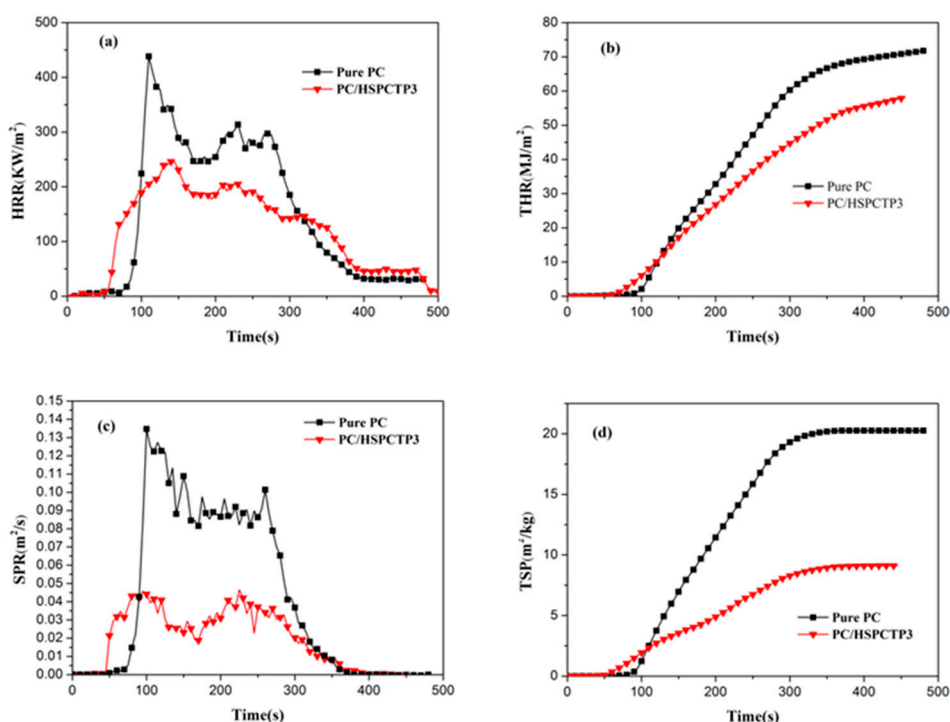 (a)
Pure PC
PC/HSPCTP3
HRR(KW/m²)
500
400
300
200
100
0
0 100 200 300 400 500
Time(s)
(b)
Pure PC
PC/HSPCTP3
THR(MJ/m²)
80
70
60
50
40
30
20
10
0
0 100 200 300 400 500
Time(s)
(c)
Pure PC
PC/HSPCTP3
SPR(m²/s)
0.15
0.14
0.13
0.12
0.11
0.10
0.09
0.08
0.07
0.06
0.05
0.04
0.03
0.02
0.01
0.00
0 100 200 300 400 500
Time(s)
(d)
Pure PC
PC/HSPCTP3
TSP(m²/kg)
20
15
10
5
0
0 100 200 300 400 500
Time(s)